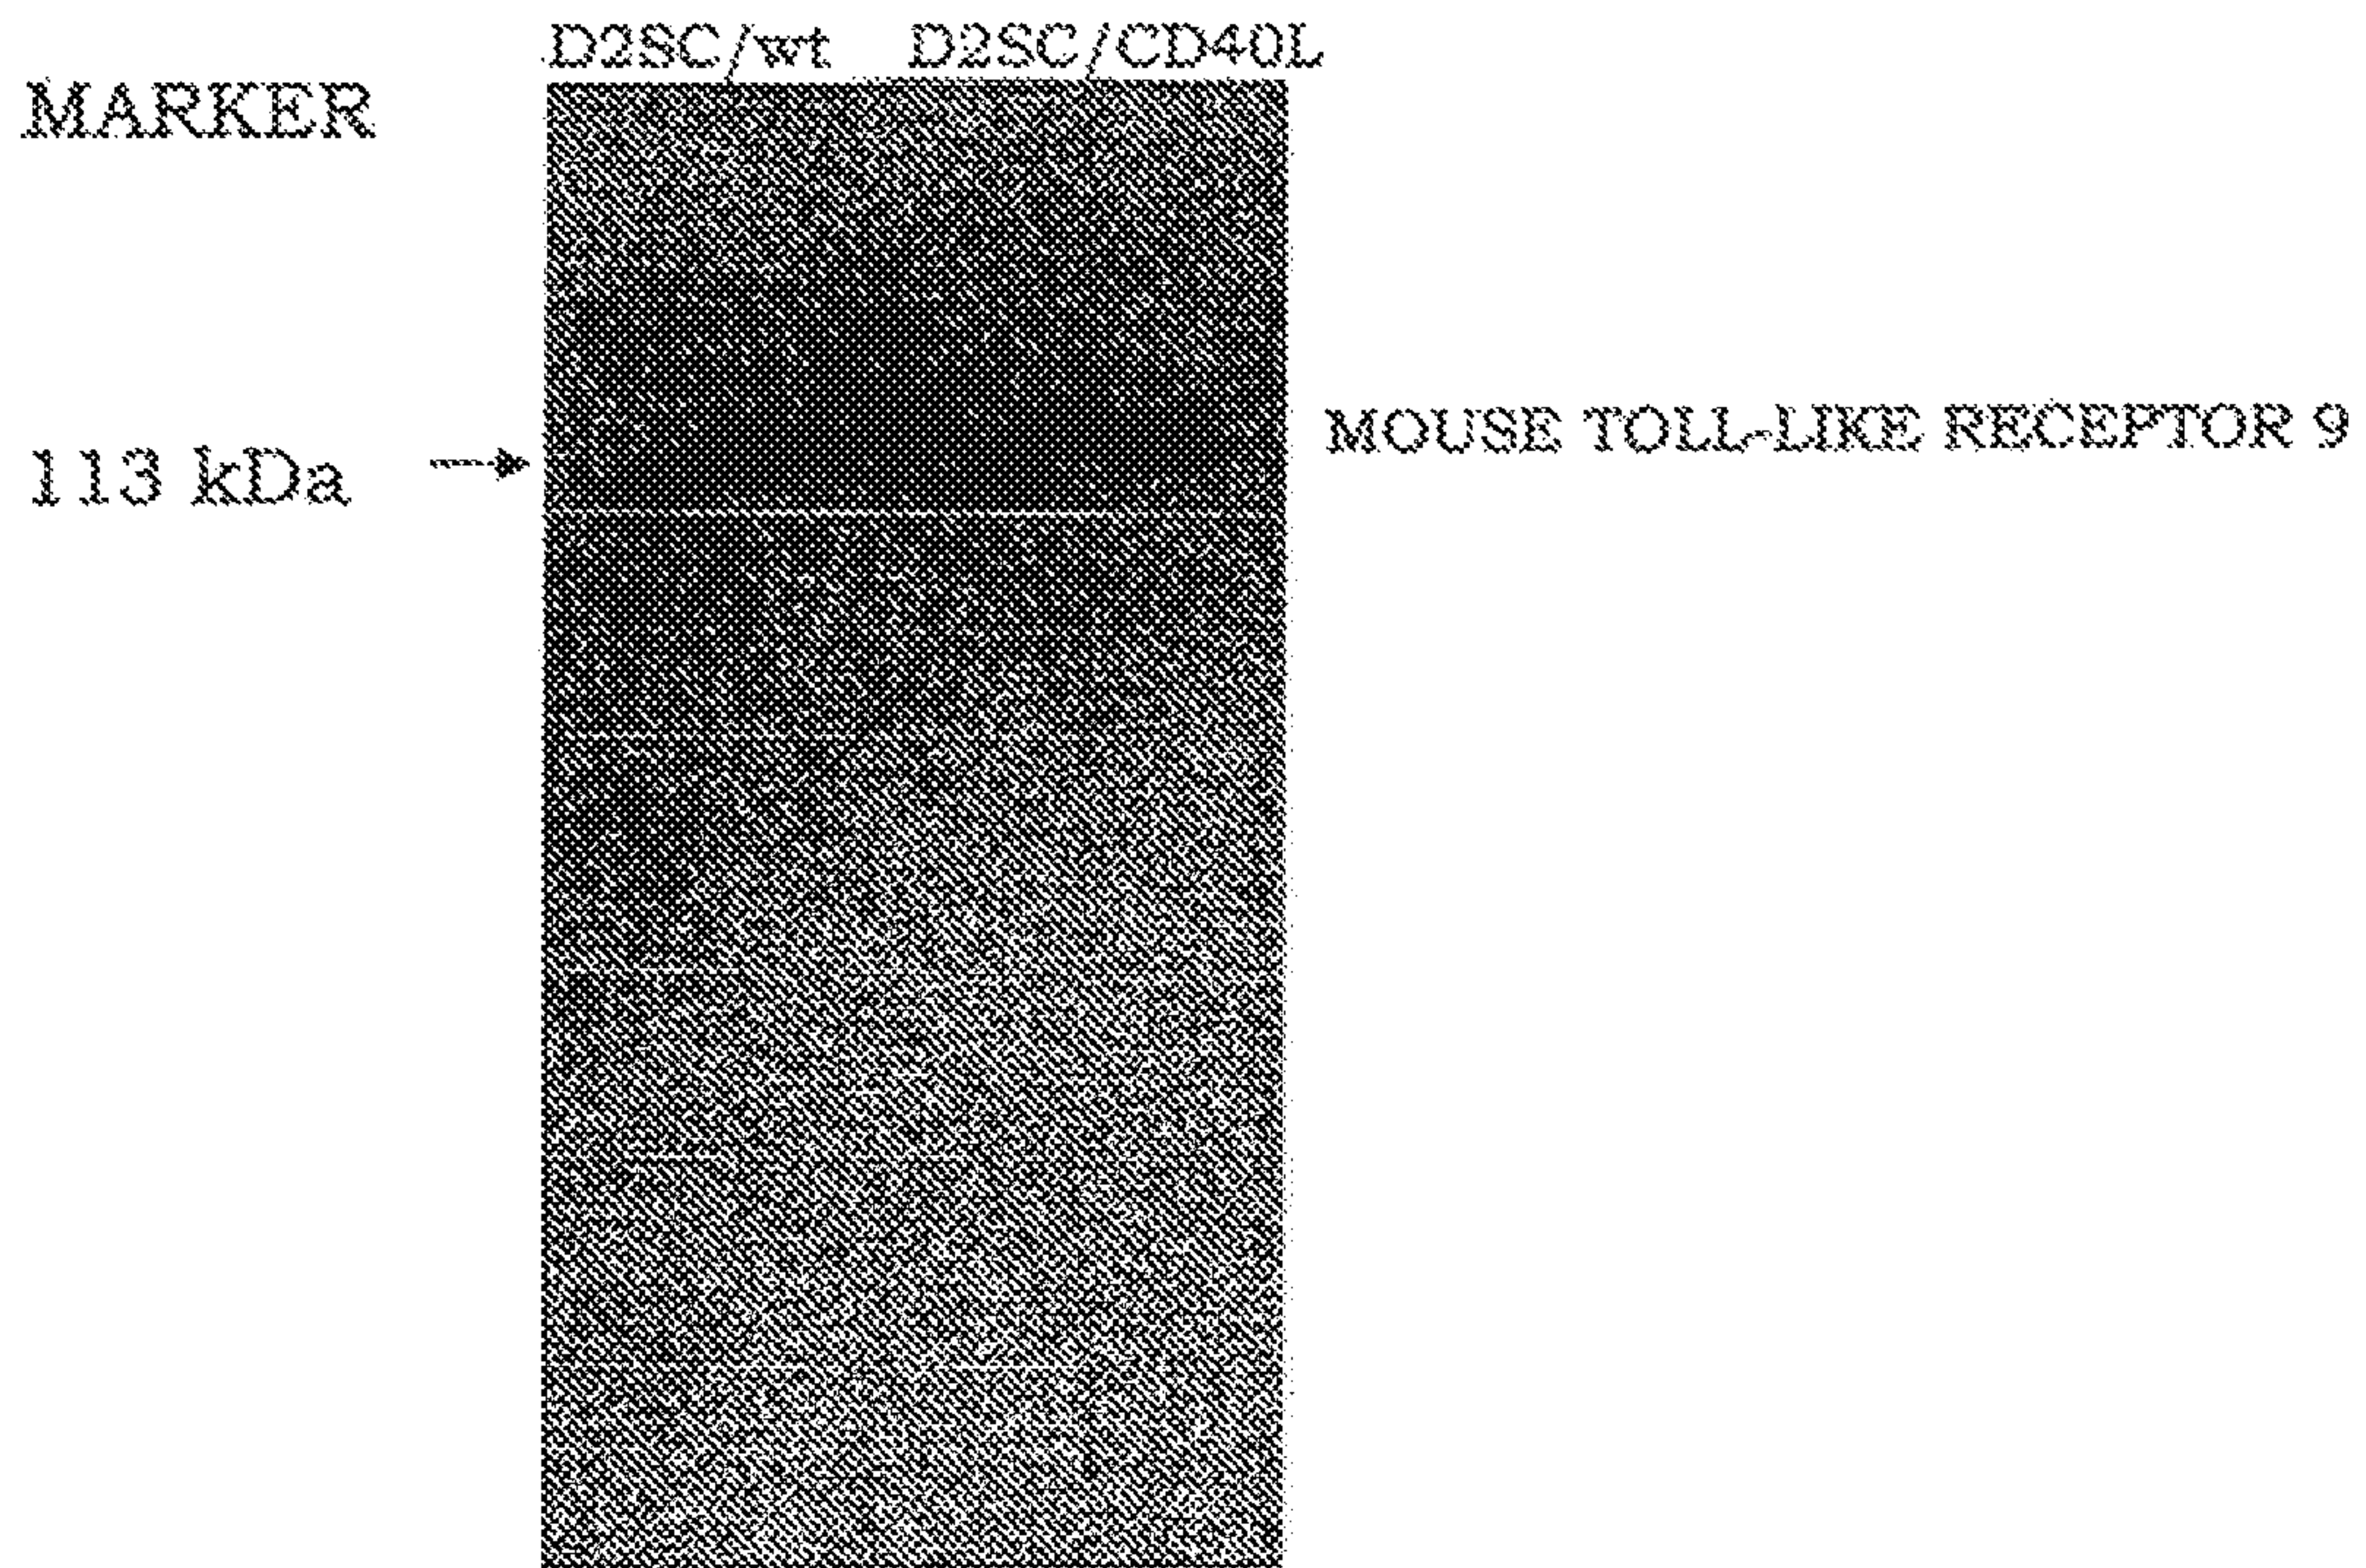 D2SC/wt D2SC/CD40L
MARKER
MOUSE TOLL-LIKE RECEPTOR 9
113 kDa